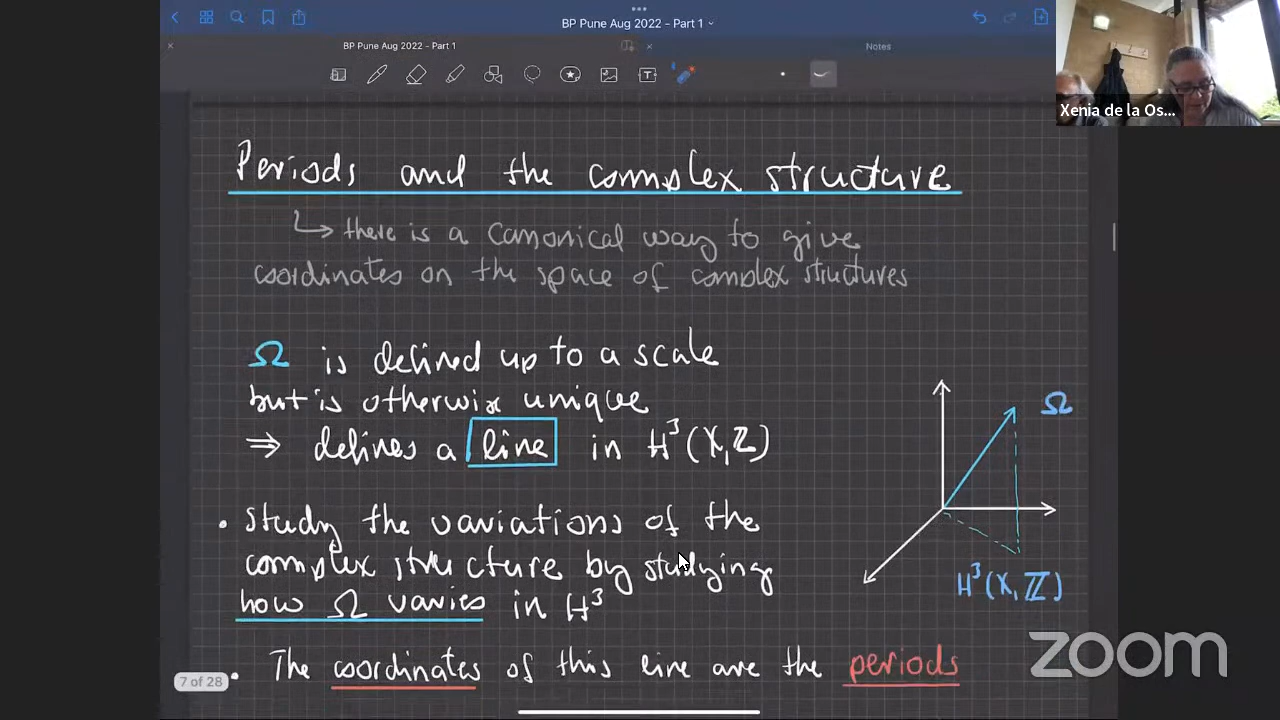 BP Pune Aug 2022 - Part 1
BP Pune Aug 2022 - Part 1
Notes
Xenia de la Os...
Periods and the complex structure
↳ there is a canonical way to give
coordinates on the space of complex structures
Ω is defined up to a scale
but is otherwise unique
⇒ defines a line in H³(X,ℤ)
Ω
H³(X,ℤ)
• Study the variations of the
complex structure by studying
how Ω varies in H³
• The coordinates of this line are the periods
7 of 28
zoom